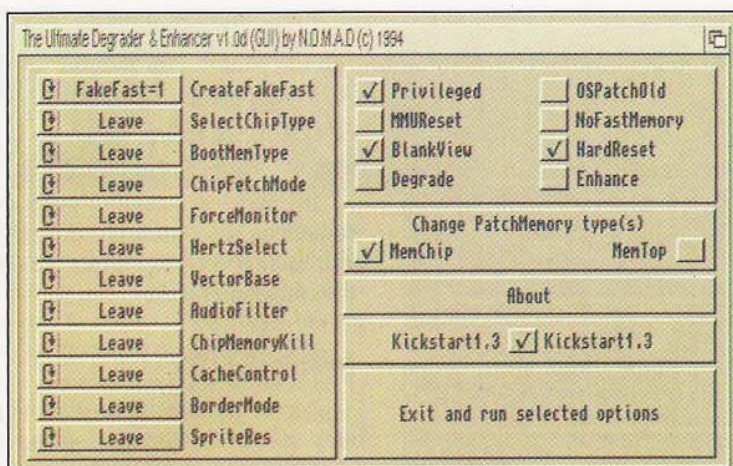 The Ultimate Degrader & Enhancer v1.0d (GUI) by N.O.M.A.D (c) 1994
FakeFast=1 CreateFakeFast
Leave SelectChipType
Leave BootMemType
Leave ChipFetchMode
Leave ForceMonitor
Leave HertzSelect
Leave VectorBase
Leave AudioFilter
Leave ChipMemoryKill
Leave CacheControl
Leave BorderMode
Leave SpriteRes
Privileged OSPatchOld
MMUReset NoFastMemory
BlankView HardReset
Degrade Enhance
Change PatchMemory type(s)
MemChip MemTop
About
Kickstart1.3 Kickstart1.3
Exit and run selected options